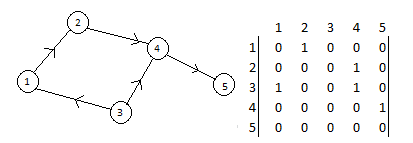 2
4
1
5
3
1 2 3 4 5
1 0 1 0 0 0
2 0 0 0 1 0
3 1 0 0 1 0
4 0 0 0 0 1
5 0 0 0 0 0